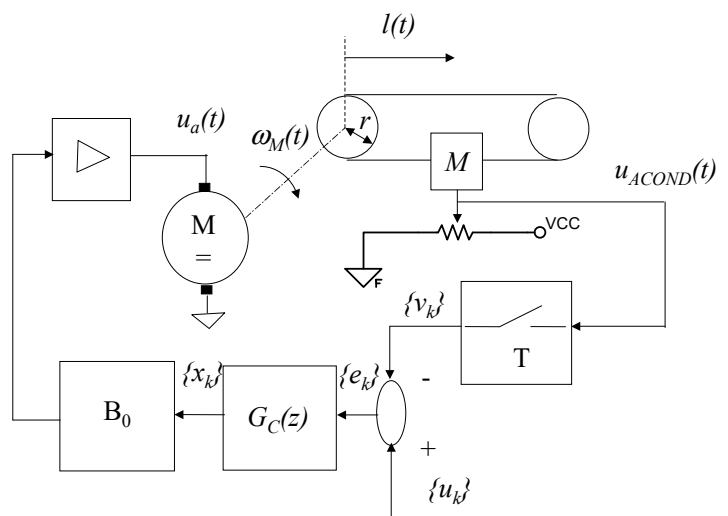 l(t)
u_a(t)
ω_M(t)
r
M
u_ACOND(t)
M
=
VCC
F
{v_k}
T
{x_k}
{e_k}
-
B_0
G_C(z)
+
{u_k}